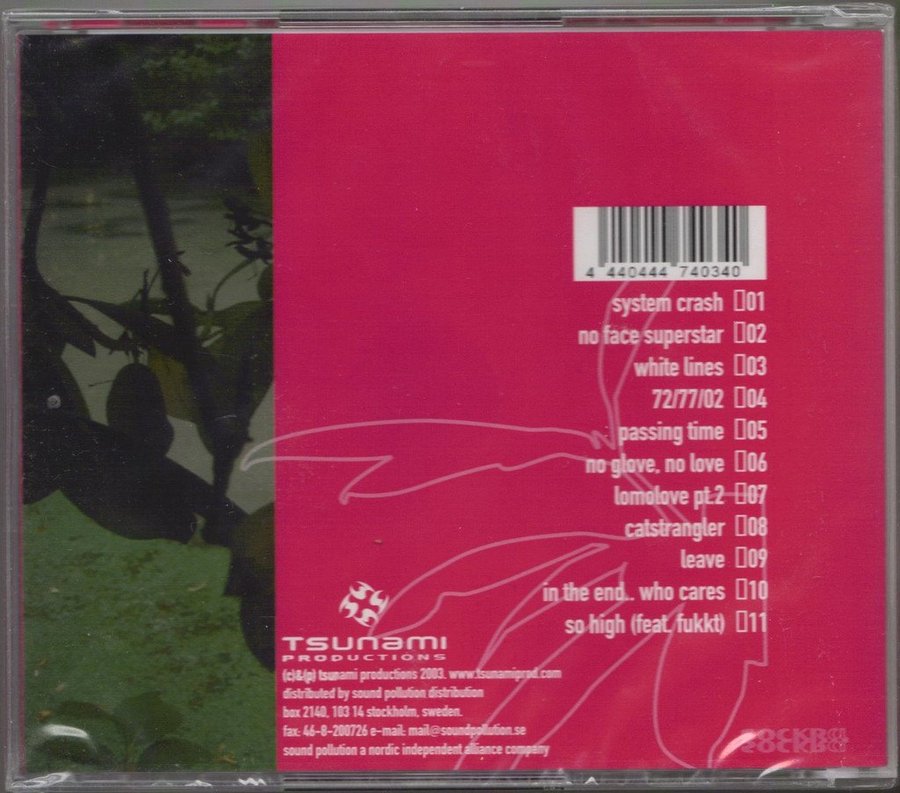 4 440444 740340
system crash 01
no face superstar 02
white lines 03
72/77/02 04
passing time 05
no glove, no love 06
lomolove pt.2 07
catstrangler 08
leave 09
in the end.. who cares 10
so high (feat. fukkt) 11
TSUNAMI
PRODUCTIONS
(c)&(p) tsunami productions 2003. www.tsunamiprod.com
distributed by sound pollution distribution
box 2140, 103 14 stockholm, sweden.
fax: 46-8-200726 e-mail: mail@soundpollution.se
sound pollution a nordic independent alliance company